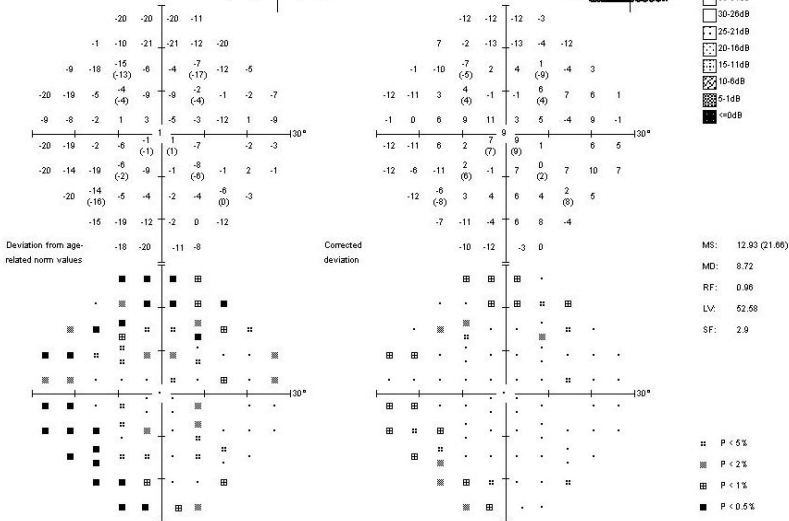 -20 -20 -20 -11
-1 -10 -21 -21 -12 -20
-9 -18 -15 -6 -4 -7 -12 -5
(-13) (-17)
-20 -19 -5 -4 -9 -9 -2 -1 -2 -7
(-4) (-4)
-9 -8 -2 1 3 -5 -3 -12 1 -9
1 30°
-20 -19 -2 -6 -1 1 -7 -2 -3
(-1) (1)
-20 -14 -19 -6 -9 -1 -8 -1 2 -1
(-2) (-6)
-20 -14 -5 -4 -2 -4 -6 -3
(-16) (0)
-15 -19 -12 -2 0 -12
-18 -20 -11 -8
Deviation from age-
related norm values
30°
-12 -12 -12 -3
7 -2 -13 -13 -4 -12
-1 -10 -7 2 4 1 -4 3
(-5) (-9)
-12 -11 3 4 -1 -1 6 7 6 1
(4) (4)
-1 0 6 9 11 3 5 -4 9 -1
9 30°
-12 -11 6 2 7 9 1 6 5
(7) (9)
-12 -6 -11 2 -1 7 0 7 10 7
(6) (2)
-12 -6 3 4 6 4 2 5
(-8) (8)
-7 -11 -4 6 8 -4
-10 -12 -3 0
Corrected
deviation
30°
30-26dB
25-21dB
20-16dB
15-11dB
10-6dB
5-1dB
<=0dB
MS: 12.93 (21.66)
MD: 8.72
RF: 0.96
LV: 52.58
SF: 2.9
P < 5 %
P < 2 %
P < 1 %
P < 0.5 %